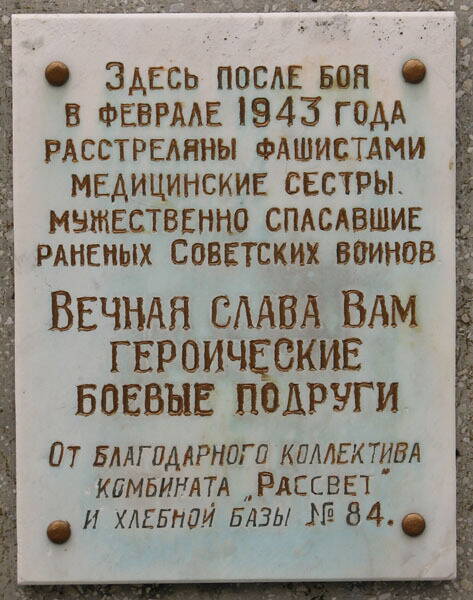 Здесь после боя
в феврале 1943 года
расстреляны фашистами
медицинские сестры.
мужественно спасавшие
раненых Советских воинов
Вечная слава Вам
героические
боевые подруги
От благодарного коллектива
комбината „Рассвет"
и хлебной базы № 84.